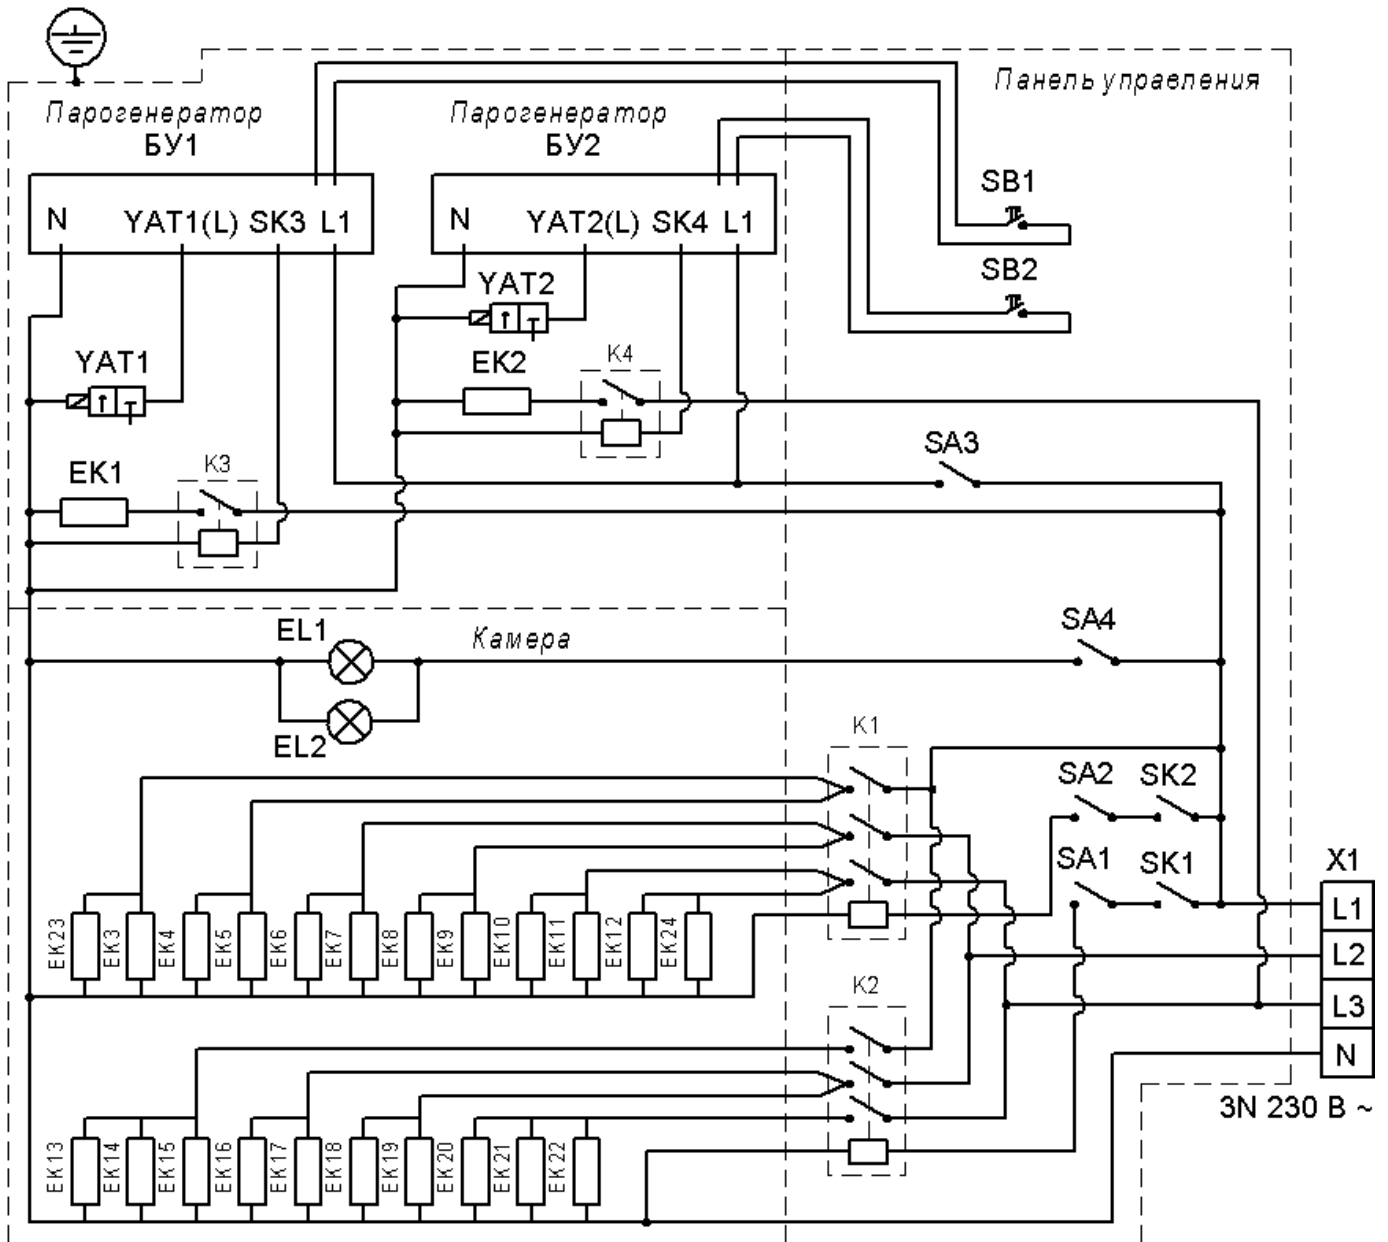 Панель управления
Парогенератор
БУ1
Парогенератор
БУ2
N YAT1(L) SK3 L1
N YAT2(L) SK4 L1
SB1
SB2
YAT2
YAT1
EK2
K4
SA3
EK1
K3
SA4
EL1
Камера
EL2
K1
SA2 SK2
SA1 SK1
X1
L1
L2
L3
N
3N 230 В ~
EK23 EK3 EK4 EK5 EK6 EK7 EK8 EK9 EK10 EK11 EK12 EK24
K2
EK13 EK14 EK15 EK16 EK17 EK18 EK19 EK20 EK21 EK22